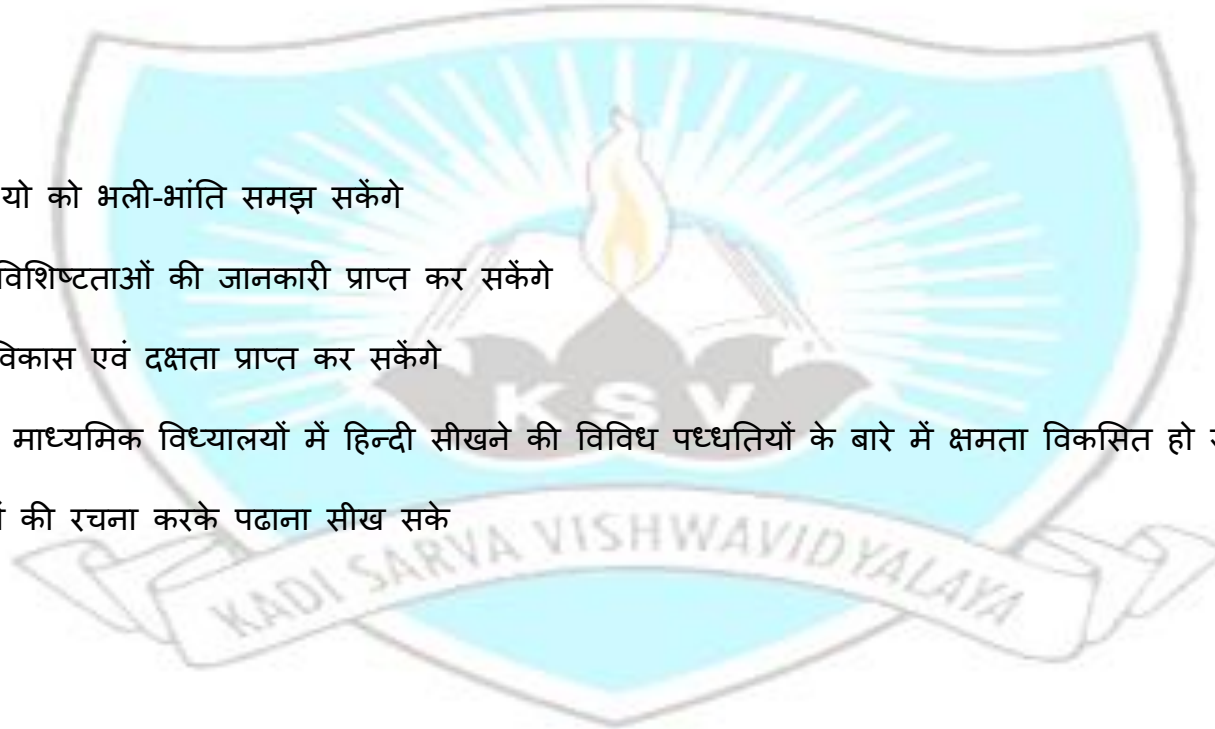 यो को भली-भांति समझ सकेंगे
विशिष्टताओं की जानकारी प्राप्त कर सकेंगे
विकास एवं दक्षता प्राप्त कर सकेंगे
माध्यमिक विध्यालयों में हिन्दी सीखने की विविध पध्धतियों के बारे में क्षमता विकसित हो
की रचना करके पढाना सीख सके
KSV
KADI SARVA VISHWAVIDYALAYA